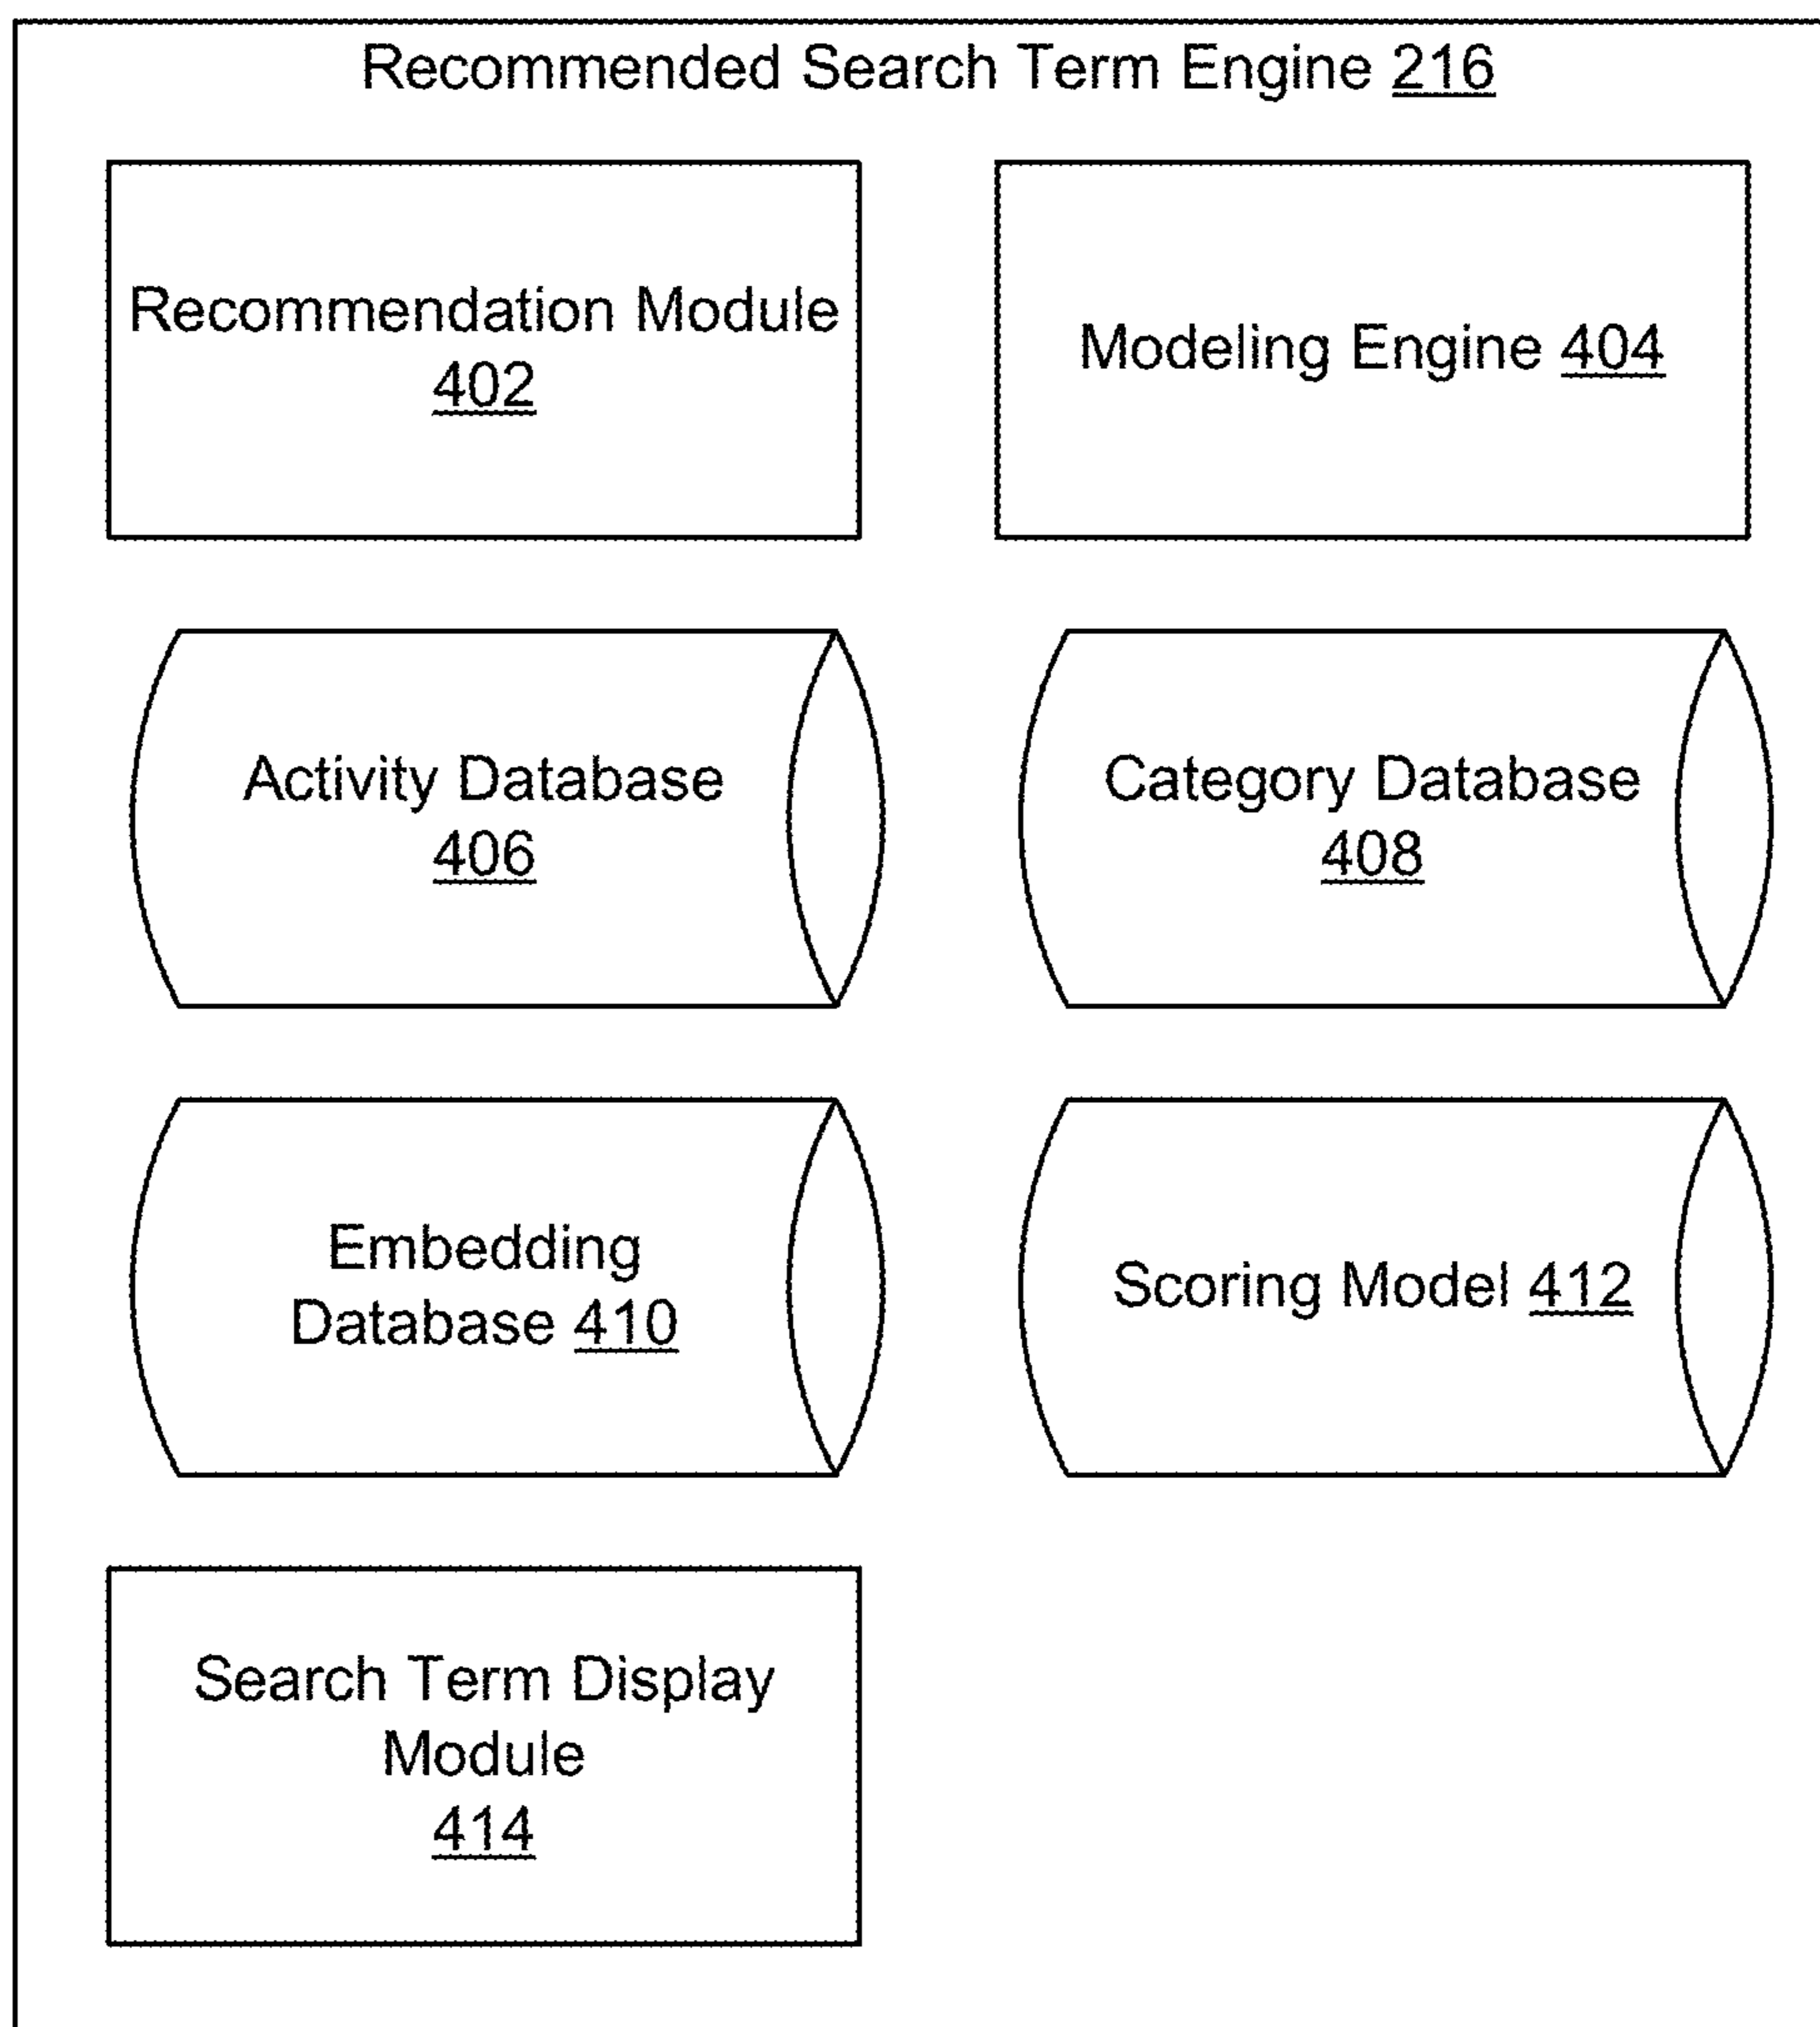 Recommended Search Term Engine 216
Recommendation Module
402
Modeling Engine 404
Activity Database
406
Category Database
408
Embedding
Database 410
Scoring Model 412
Search Term Display
Module
414